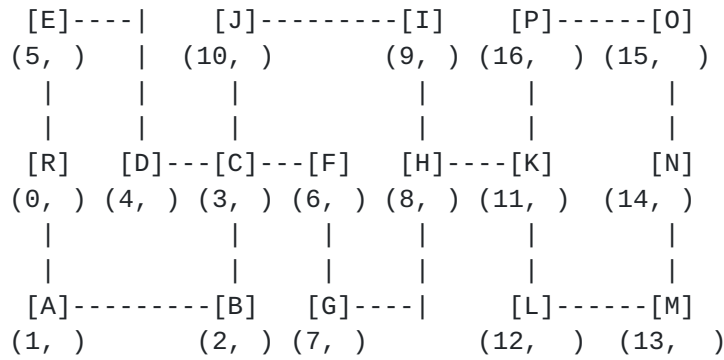 [E]----|    [J]---------[I]    [P]------[O]
(5, )  |  (10, )       (9, ) (16,  ) (15,  )
  |    |     |           |      |        |
  |    |     |           |      |        |
 [R]   [D]---[C]---[F]   [H]----[K]      [N]
(0, ) (4, ) (3, ) (6, ) (8, ) (11, )  (14, )
  |          |     |     |      |        |
  |          |     |     |      |        |
 [A]---------[B]   [G]----|     [L]------[M]
(1, )       (2, ) (7, )       (12,  ) (13,  )